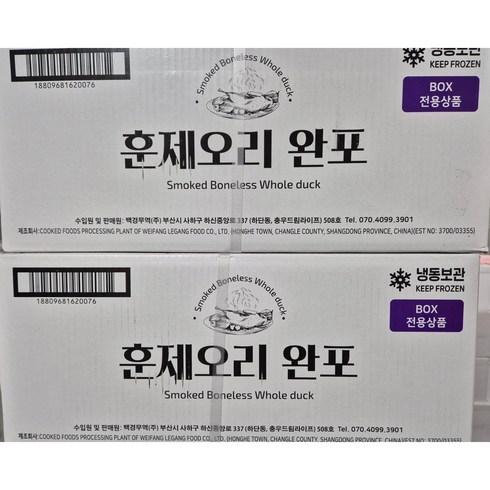 Smoked Boneless Whole duck
냉동보관
KEEP FROZEN
18809681620076
BOX
전용상품
훈제오리 완포
Smoked Boneless Whole duck
수입원 및 판매원: 백경무역(주) 부산시 사하구 하신중앙로 337 (하단동, 충무드림라이프) 508호 Tel. 070.4099.3901
제조회사:COOKED FOODS PROCESSING PLANT OF WEIFANG LEGANG FOOD CO., LTD. (HONGHE TOWN, CHANGLE COUNTY, SHANGDONG PROVINCE, CHINA)(EST NO: 3700/03355)
Smoked Boneless Whole duck
냉동보관
KEEP FROZEN
18809681620076
BOX
전용상품
훈제오리 완포
Smoked Boneless Whole duck
수입원 및 판매원: 백경무역(주) 부산시 사하구 하신중앙로 337 (하단동, 충무드림라이프) 508호 Tel. 070.4099.3901
제조회사:COOKED FOODS PROCESSING PLANT OF WEIFANG LEGANG FOOD CO., LTD. (HONGHE TOWN, CHANGLE COUNTY, SHANGDONG PROVINCE, CHINA)(EST NO: 3700/03355)